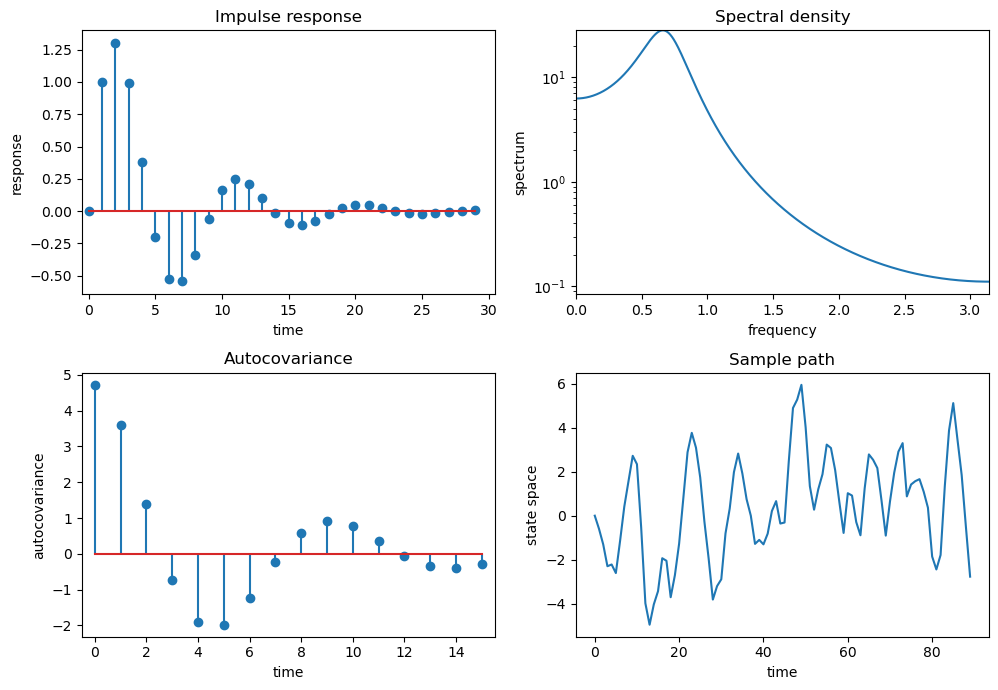 Impulse response
response
1.25
1.00
0.75
0.50
0.25
0.00
−0.25
−0.50
0 5 10 15 20 25 30
time
Spectral density
spectrum
10¹
10⁰
10⁻¹
0.0 0.5 1.0 1.5 2.0 2.5 3.0
frequency
Autocovariance
autocovariance
5
4
3
2
1
0
−1
−2
0 2 4 6 8 10 12 14
time
Sample path
state space
6
4
2
0
−2
−4
0 20 40 60 80
time